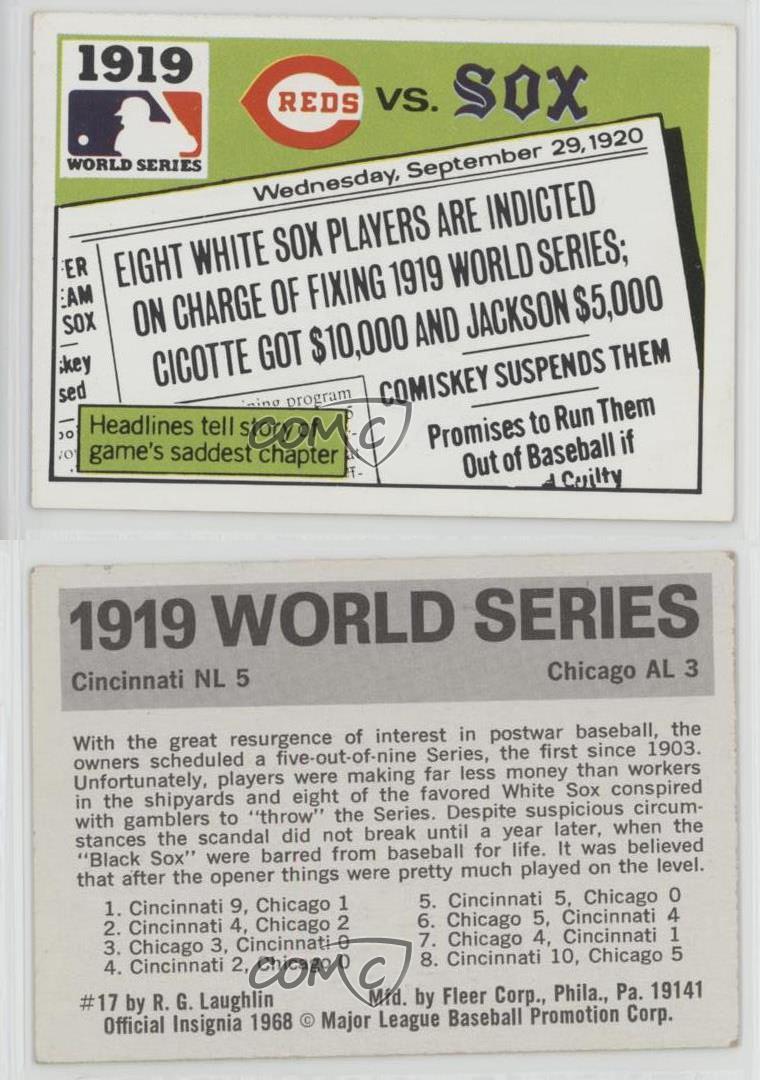 1919
WORLD SERIES
REDS VS. SOX
Wednesday, September 29, 1920
EIGHT WHITE SOX PLAYERS ARE INDICTED
ON CHARGE OF FIXING 1919 WORLD SERIES;
CICOTTE GOT $10,000 AND JACKSON $5,000
ER
EAM
SOX
skey
sed
COMISKEY SUSPENDS THEM
Promises to Run Them
Out of Baseball if
d Guilty
ining program
Headlines tell story of
game's saddest chapter
COMC
1919 WORLD SERIES
Cincinnati NL 5 Chicago AL 3
With the great resurgence of interest in postwar baseball, the
owners scheduled a five-out-of-nine Series, the first since 1903.
Unfortunately, players were making far less money than workers
in the shipyards and eight of the favored White Sox conspired
with gamblers to "throw" the Series. Despite suspicious circum-
stances the scandal did not break until a year later, when the
"Black Sox" were barred from baseball for life. It was believed
that after the opener things were pretty much played on the level.
1. Cincinnati 9, Chicago 1
2. Cincinnati 4, Chicago 2
3. Chicago 3, Cincinnati 0
4. Cincinnati 2, Chicago 0
5. Cincinnati 5, Chicago 0
6. Chicago 5, Cincinnati 4
7. Chicago 4, Cincinnati 1
8. Cincinnati 10, Chicago 5
COMC
#17 by R. G. Laughlin Mfd. by Fleer Corp., Phila., Pa. 19141
Official Insignia 1968 © Major League Baseball Promotion Corp.